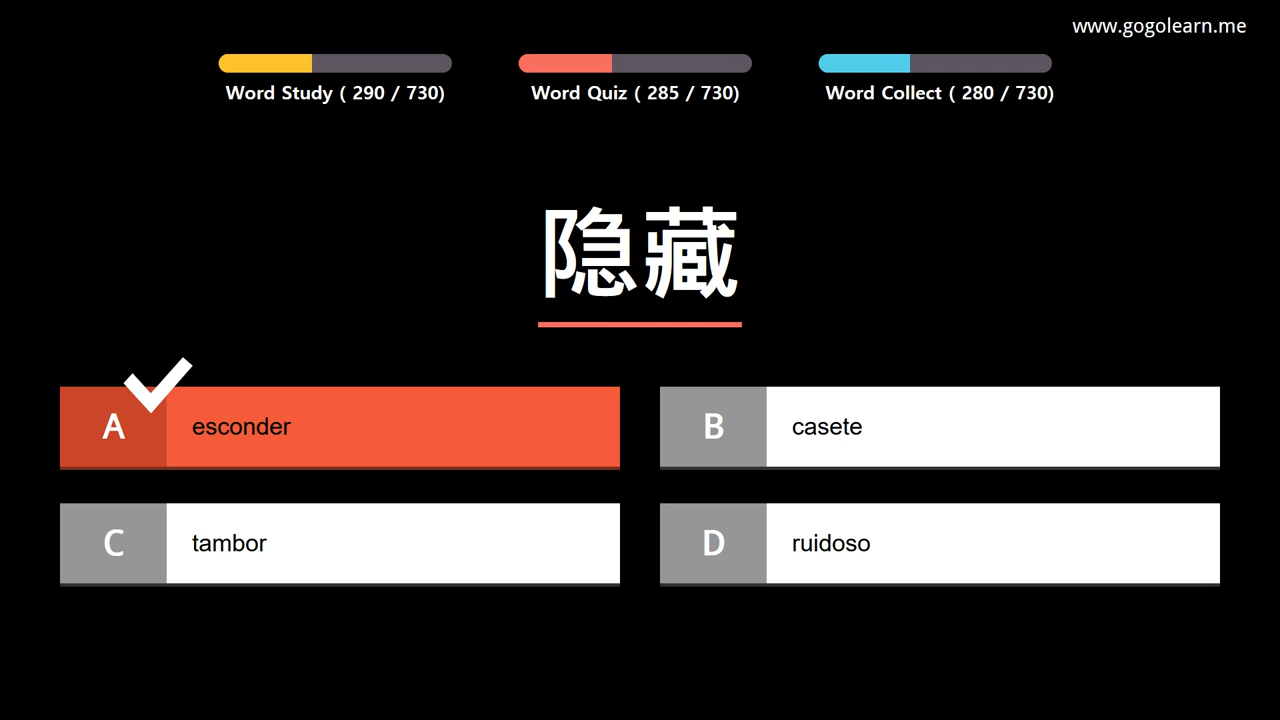 www.gogolearn.me
Word Study ( 290 / 730)
Word Quiz ( 285 / 730)
Word Collect ( 280 / 730)
隐藏
A esconder
B casete
C tambor
D ruidoso